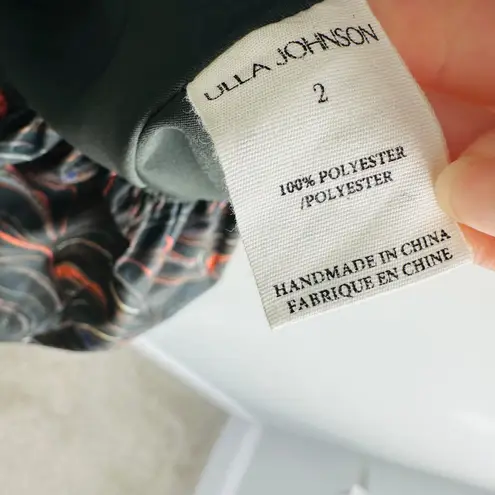 ULLA JOHNSON
2
100% POLYESTER
/POLYESTER
HANDMADE IN CHINA
FABRIQUE EN CHINE